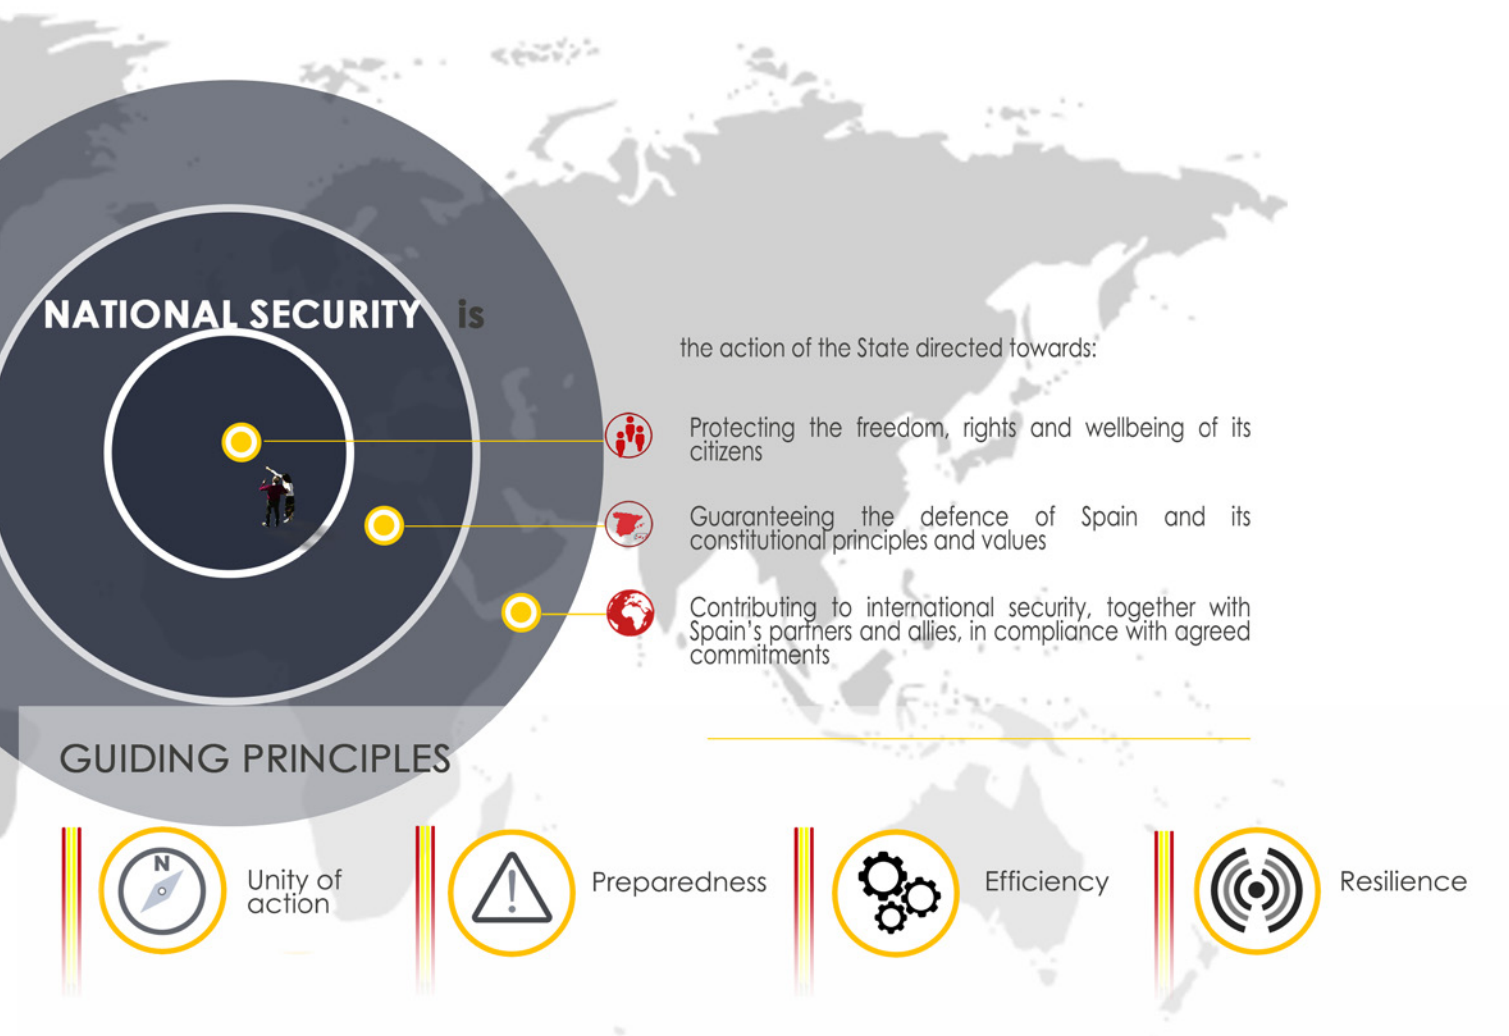 NATIONAL SECURITY is
the action of the State directed towards:
Protecting the freedom, rights and wellbeing of its
citizens
Guaranteeing the defence of Spain and its
constitutional principles and values
Contributing to international security, together with
Spain's partners and allies, in compliance with agreed
commitments
GUIDING PRINCIPLES
N
Unity of
action
Preparedness
Efficiency
Resilience